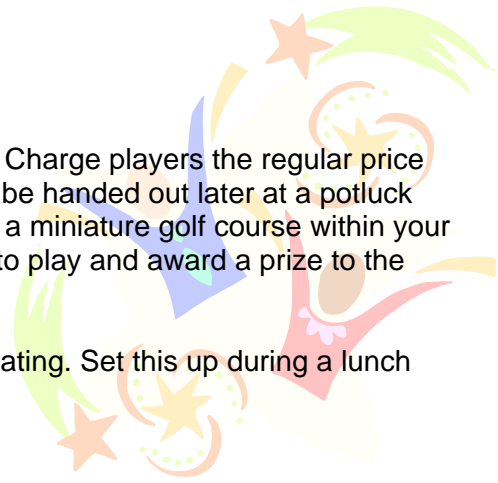 Charge players the regular price
be handed out later at a potluck
a miniature golf course within your
to play and award a prize to the
ating. Set this up during a lunch